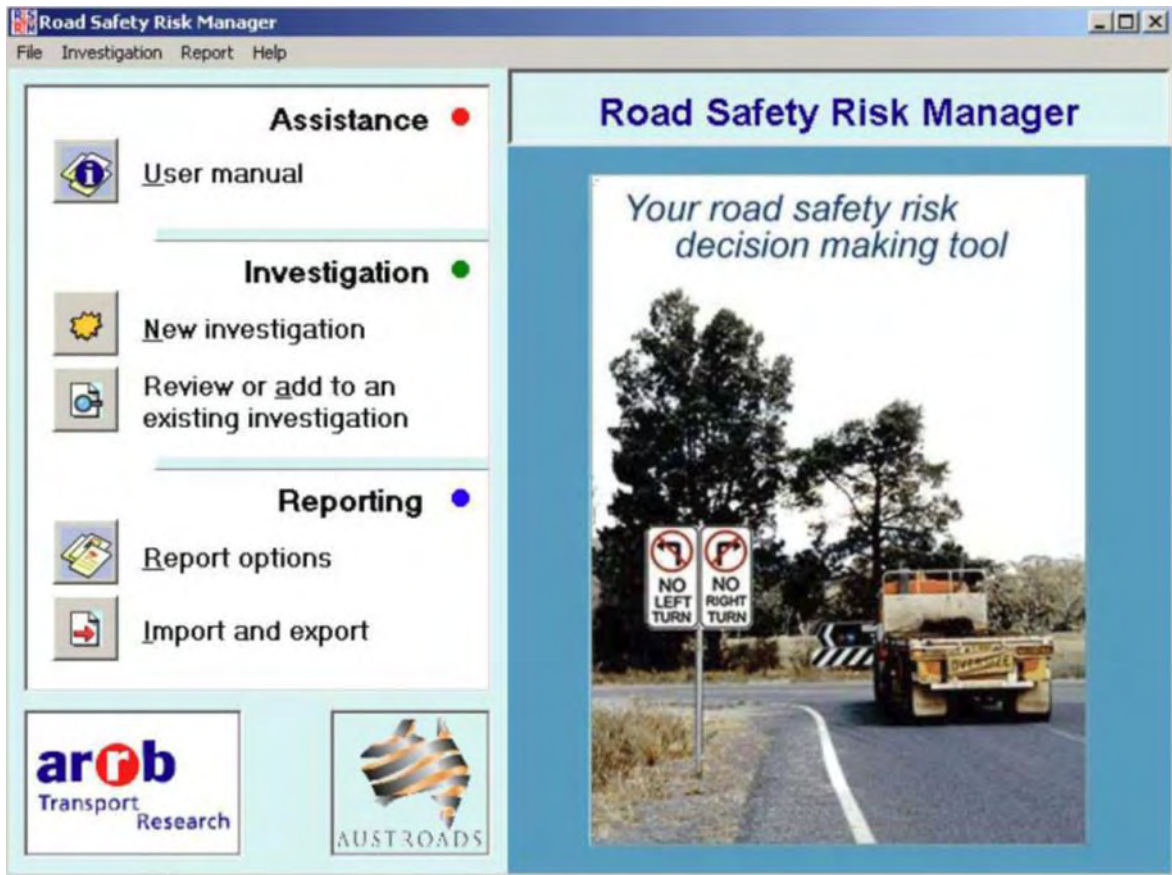 Road Safety Risk Manager
File Investigation Report Help
Assistance
User manual
Investigation
New investigation
Review or add to an
existing investigation
Reporting
Report options
Import and export
arrb
Transport
Research
AUSTROADS
Road Safety Risk Manager
Your road safety risk
decision making tool
NO
LEFT
TURN
NO
RIGHT
TURN
OVERSIZE